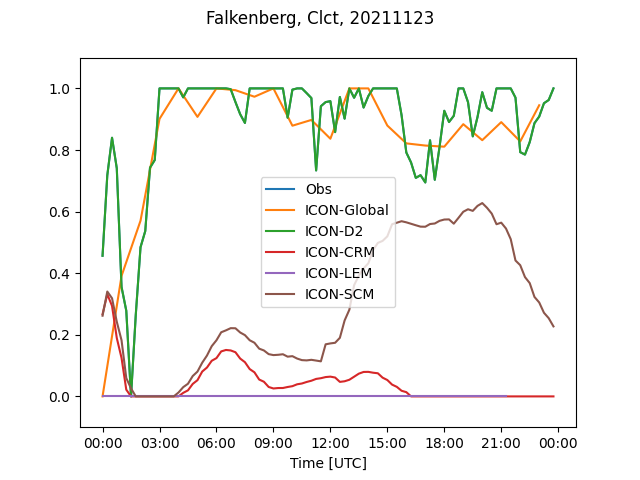 Falkenberg, Clct, 20211123
1.0
0.8
0.6
0.4
0.2
0.0
Obs
ICON-Global
ICON-D2
ICON-CRM
ICON-LEM
ICON-SCM
00:00 03:00 06:00 09:00 12:00 15:00 18:00 21:00 00:00
Time [UTC]